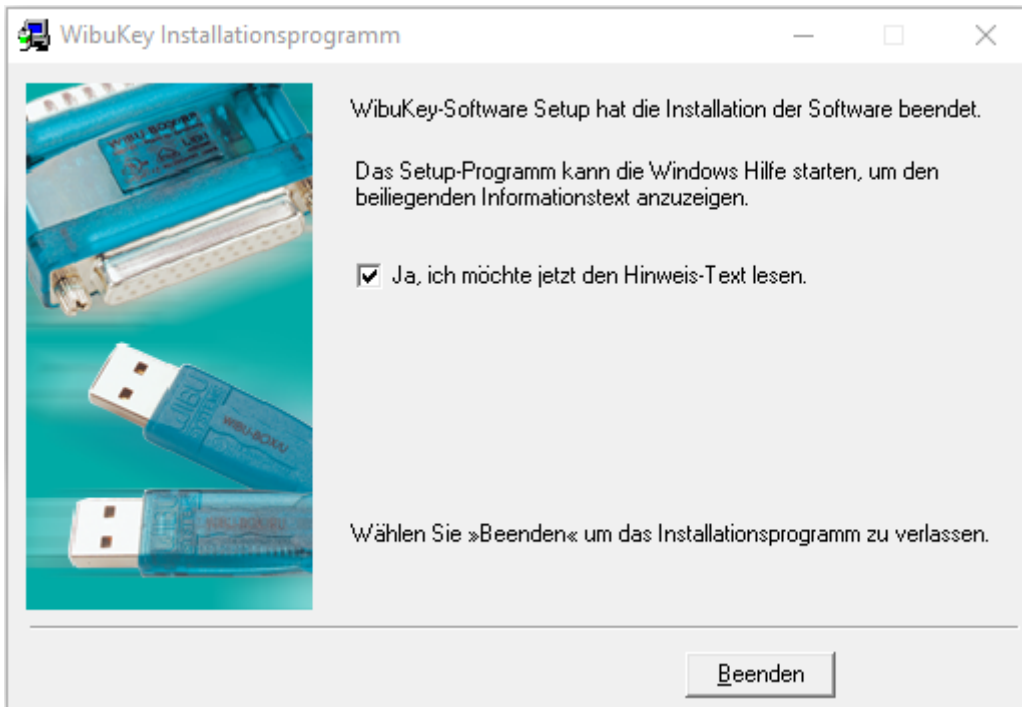 WibuKey Installationsprogramm
WibuKey-Software Setup hat die Installation der Software beendet.
Das Setup-Programm kann die Windows Hilfe starten, um den
beiliegenden Informationstext anzuzeigen.
Ja, ich möchte jetzt den Hinweis-Text lesen.
WIBU-BOX/U
Wählen Sie »Beenden« um das Installationsprogramm zu verlassen.
Beenden